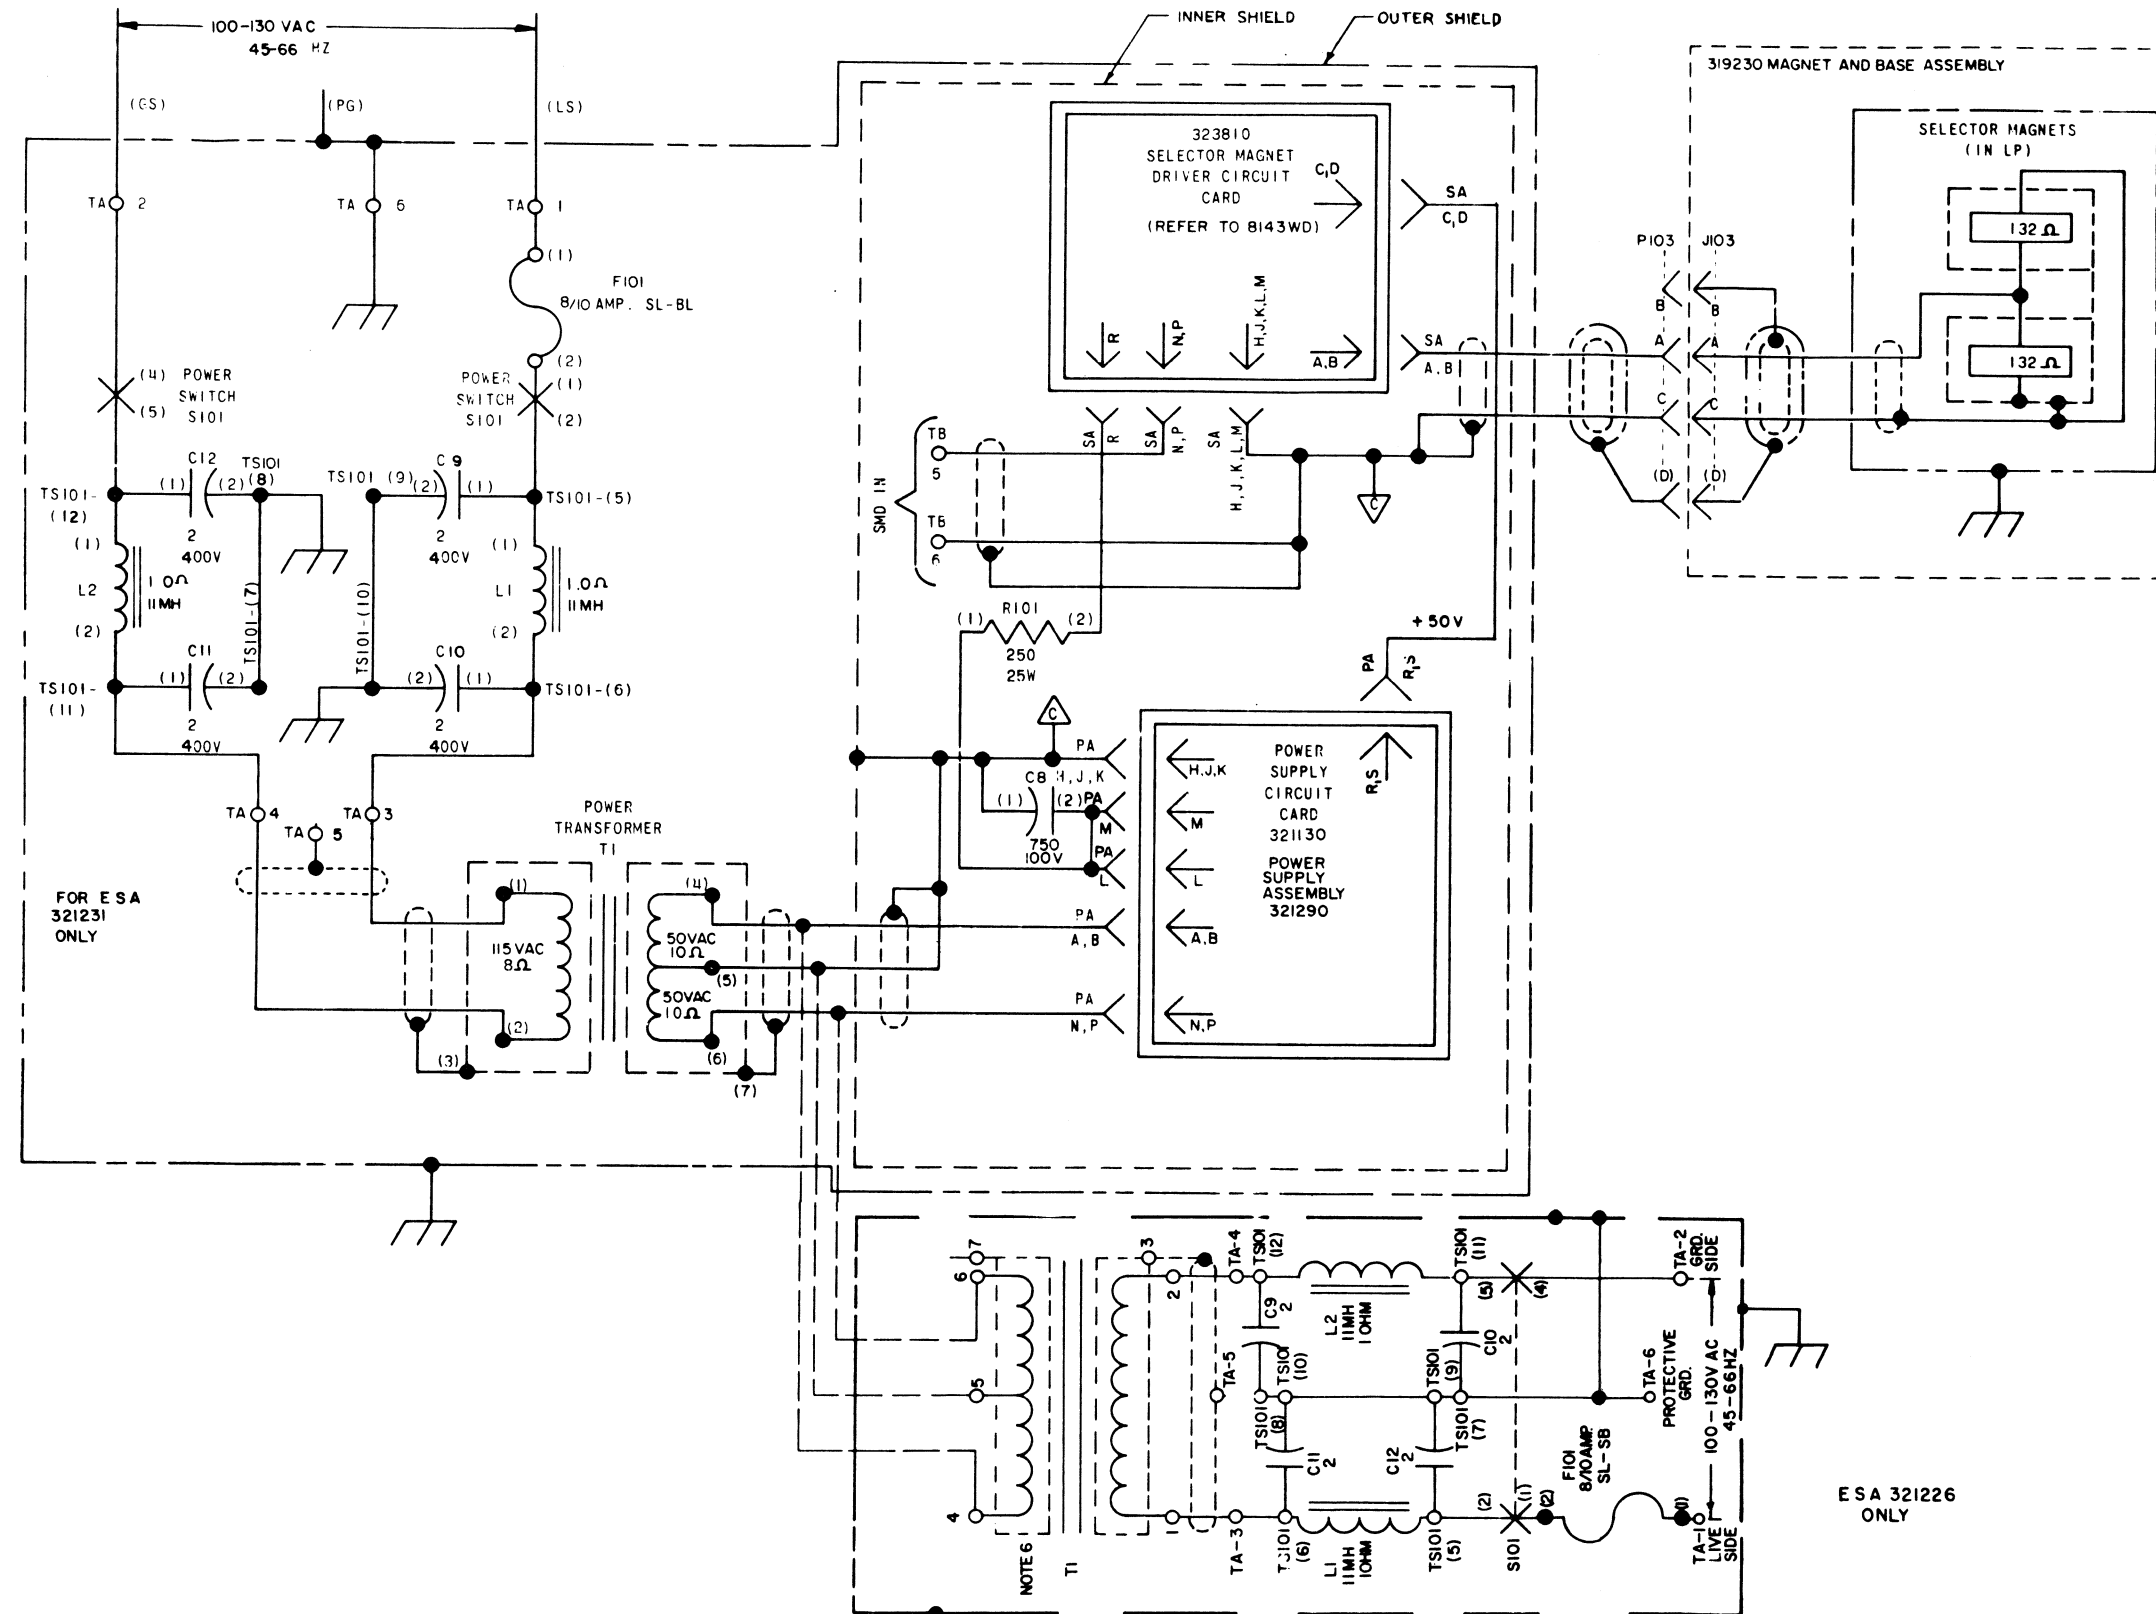 100-130 VAC
45-66 HZ
INNER SHIELD
OUTER SHIELD
319230 MAGNET AND BASE ASSEMBLY
(GS)
(PG)
(LS)
TA 2
TA 6
TA 1
(1)
F101
8/10 AMP. SL-BL
(2)
(4)
POWER
SWITCH
S101
(5)
POWER
SWITCH
S101
(1)
(2)
TS101-
(12)
C12
(1)
(2)
TS101
(8)
2
400V
TS101 (9)
C9
(2)
(1)
TS101-(5)
2
400V
(1)
L2
(2)
1 0Ω
11MH
TS101-(7)
TS101-(10)
(1)
L1
(2)
1.0Ω
11MH
TS101-
(11)
C11
(1)
(2)
2
400V
C10
(2)
(1)
TS101-(6)
2
400V
TA 4
TA 5
TA 3
POWER
TRANSFORMER
T1
FOR ESA
321231
ONLY
(1)
115VAC
8Ω
(2)
(3)
(4)
50VAC
10Ω
(5)
50VAC
10Ω
(6)
(7)
323810
SELECTOR MAGNET
DRIVER CIRCUIT
CARD
(REFER TO 8143WD)
C,D
SA
C,D
R
N,P
H,J,K,L,M
A,B
SA
A,B
SA
R
SA
N,P
SA
H,J,K,L,M
SMD IN
TB
5
TB
6
C
(1)
R101
(2)
250
25W
+50V
PA
R,S
C
PA
H,J,K
C8
(1)
(2)
750
100V
PA
M
PA
L
PA
A,B
PA
N,P
H,J,K
M
L
A,B
N,P
R,S
POWER
SUPPLY
CIRCUIT
CARD
321130
POWER
SUPPLY
ASSEMBLY
321290
P103
J103
B
B
A
A
C
C
(D)
(D)
SELECTOR MAGNETS
(IN LP)
132Ω
132Ω
7
6
5
4
NOTE 6
T1
3
2
1
TA-4
TS101
(12)
C9
2
TA-5
TS101
(10)
TS101
(8)
C11
2
TA-3
TS101
(6)
L2
11MH
1OHM
L1
11MH
1OHM
TS101
(11)
C10
2
TS101
(9)
TS101
(7)
C12
2
TS101
(5)
(5)
(4)
(2)
(1)
S101
(2)
F101
8/10AMP.
SL-SB
(1)
TA-2
GRD.
SIDE
TA-6
PROTECTIVE
GRD.
100-130V AC
45-66HZ
TA-1
LIVE
SIDE
ESA 321226
ONLY